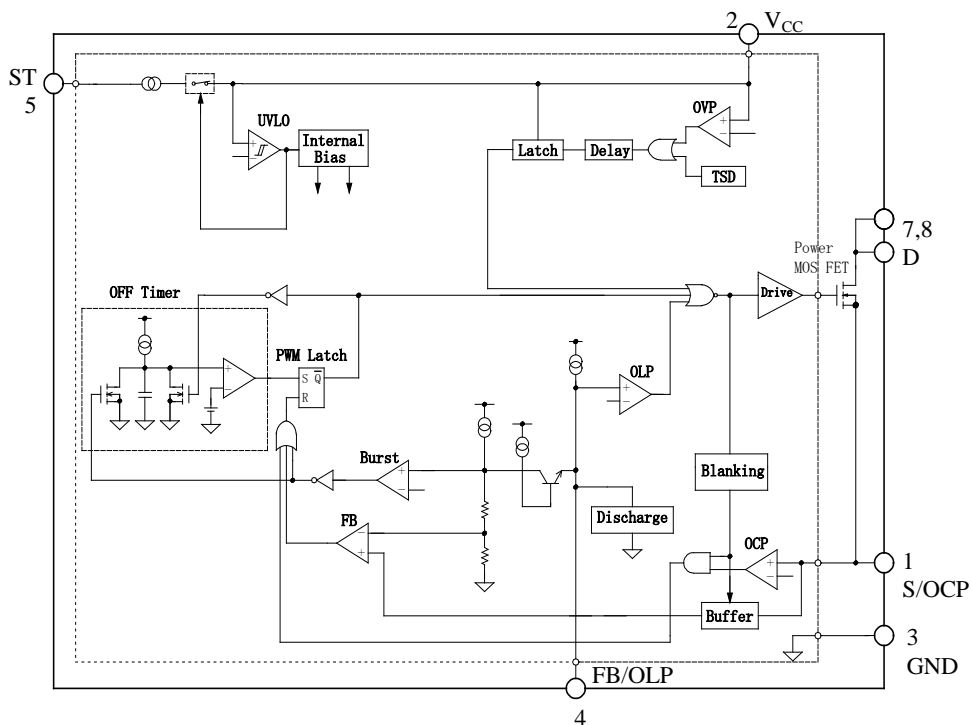 2 V_CC
ST
5
OVP
UVLO
Internal
Bias
Latch
Delay
TSD
7,8
D
Power
MOS FET
OFF Timer
Drive
PWM Latch
S Q̅
R
OLP
Burst
Blanking
FB
Discharge
OCP
1
S/OCP
Buffer
3
GND
FB/OLP
4